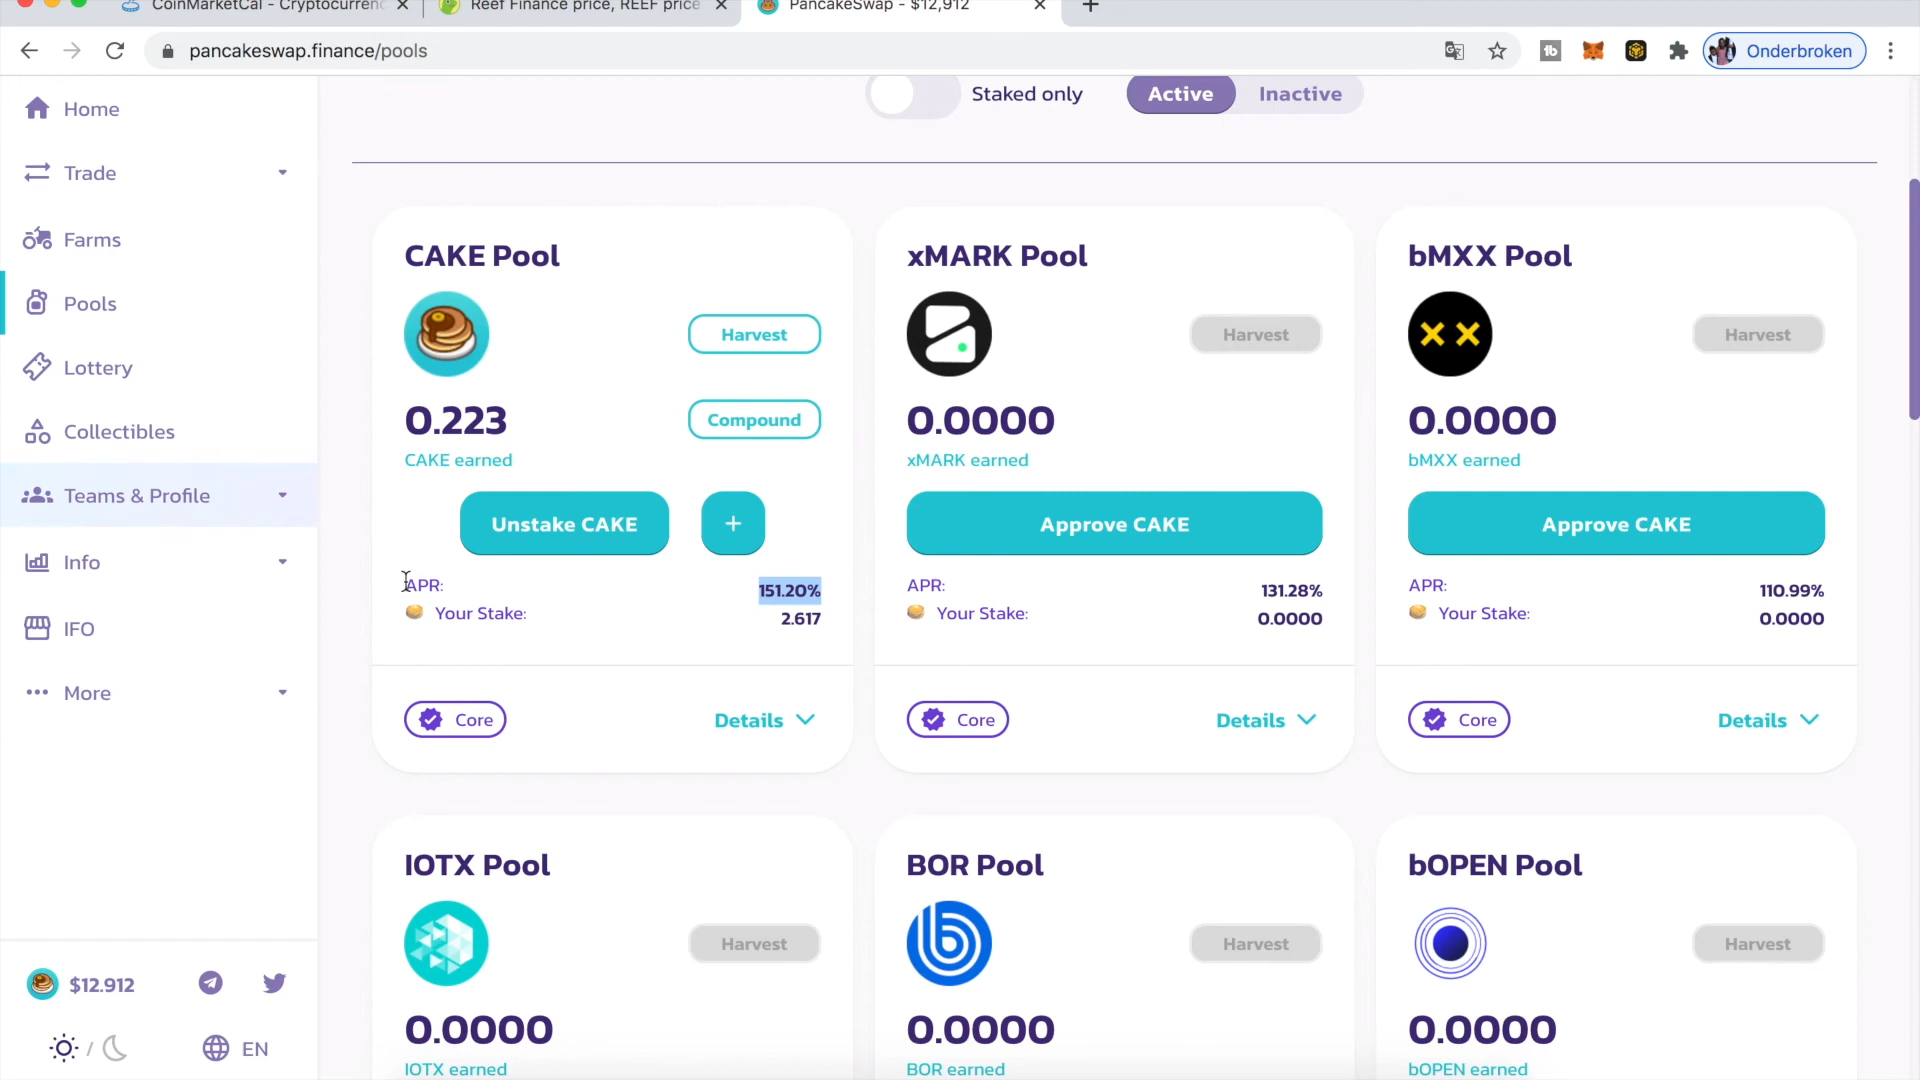 CoinMarketCal - Cryptocurrenc
Reef Finance price, REEF price
PancakeSwap - $12,912
pancakeswap.finance/pools
Onderbroken
Home
Trade
Farms
Pools
Lottery
Collectibles
Teams & Profile
Info
IFO
More
$12.912
/
EN
Staked only
Active
Inactive
CAKE Pool
Harvest
0.223
Compound
CAKE earned
Unstake CAKE
+
APR: 151.20%
Your Stake: 2.617
Core
Details
xMARK Pool
Harvest
0.0000
xMARK earned
Approve CAKE
APR: 131.28%
Your Stake: 0.0000
Core
Details
bMXX Pool
Harvest
0.0000
bMXX earned
Approve CAKE
APR: 110.99%
Your Stake: 0.0000
Core
Details
IOTX Pool
Harvest
0.0000
IOTX earned
BOR Pool
Harvest
0.0000
BOR earned
bOPEN Pool
Harvest
0.0000
bOPEN earned